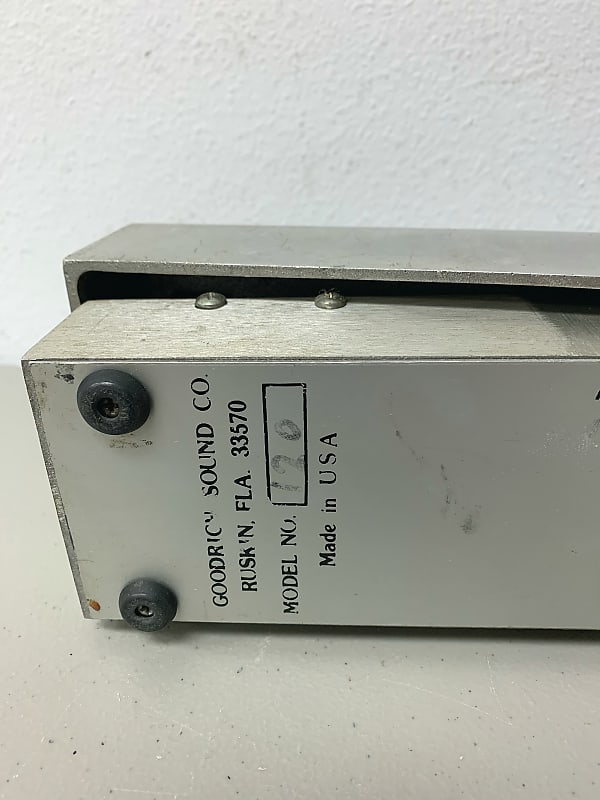 GOODRICH SOUND CO.
RUSKIN, FLA. 33570
MODEL NO. 120
Made in USA